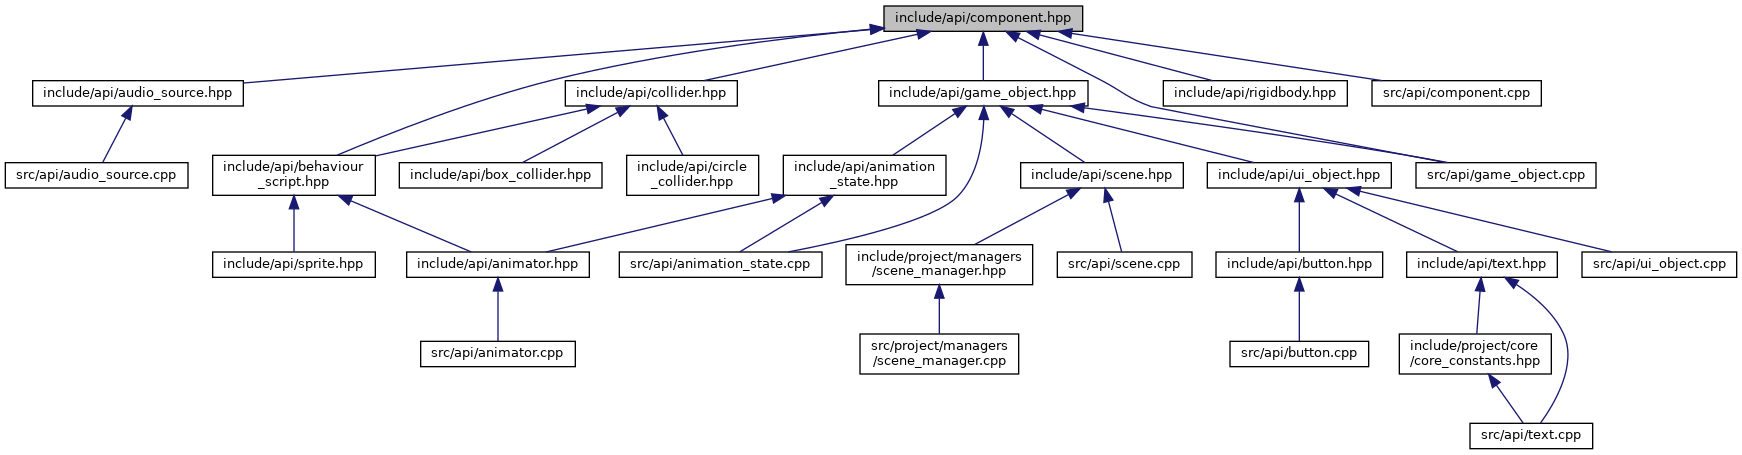 include/api/component.hpp
include/api/audio_source.hpp
include/api/collider.hpp
include/api/game_object.hpp
include/api/rigidbody.hpp
src/api/component.cpp
src/api/audio_source.cpp
include/api/behaviour
_script.hpp
include/api/box_collider.hpp
include/api/circle
_collider.hpp
include/api/animation
_state.hpp
include/api/scene.hpp
include/api/ui_object.hpp
src/api/game_object.cpp
include/api/sprite.hpp
include/api/animator.hpp
src/api/animation_state.cpp
include/project/managers
/scene_manager.hpp
src/api/scene.cpp
include/api/button.hpp
include/api/text.hpp
src/api/ui_object.cpp
src/api/animator.cpp
src/project/managers
/scene_manager.cpp
src/api/button.cpp
include/project/core
/core_constants.hpp
src/api/text.cpp